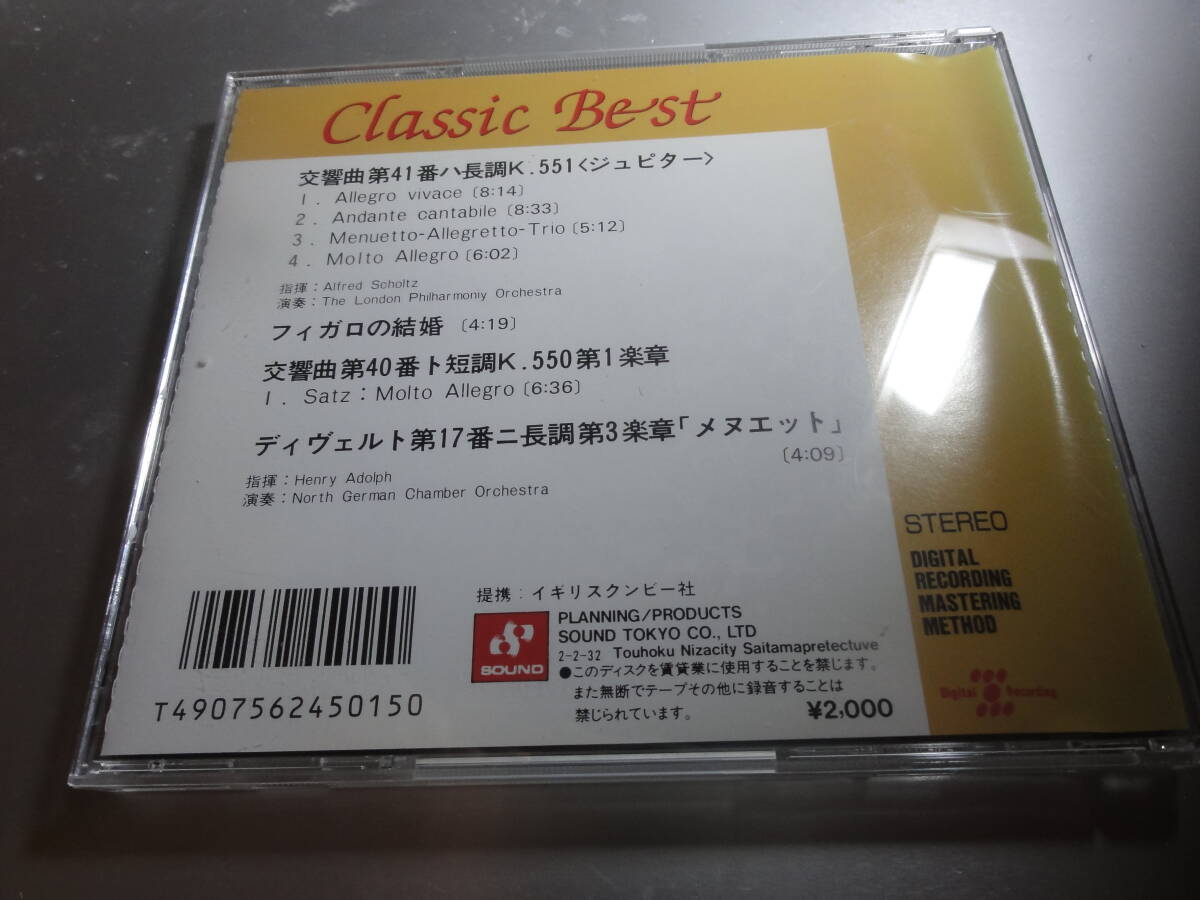 Classic Best
交響曲第41番ハ長調K.551〈ジュピター〉
1. Allegro vivace〔8:14〕
2. Andante cantabile〔8:33〕
3. Menuetto-Allegretto-Trio〔5:12〕
4. Molto Allegro〔6:02〕
指揮：Alfred Scholtz
演奏：The London Philharmoniy Orchestra
フィガロの結婚〔4:19〕
交響曲第40番ト短調K.550第1楽章
1. Satz：Molto Allegro〔6:36〕
ディヴェルト第17番ニ長調第3楽章「メヌエット」
〔4:09〕
指揮：Henry Adolph
演奏：North German Chamber Orchestra
STEREO
DIGITAL
RECORDING
MASTERING
METHOD
Digital Recording
T4907562450150
提携：イギリスクンビー社
SOUND
PLANNING/PRODUCTS
SOUND TOKYO CO., LTD
2-2-32 Touhoku Nizacity Saitamapretectuve
●このディスクを賃貸業に使用することを禁じます。
また無断でテープその他に録音することは
禁じられています。
¥2,000